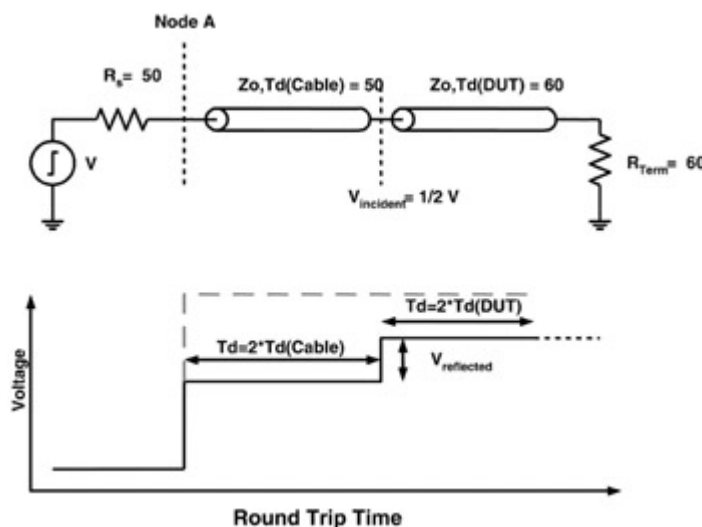 Node A
Rs= 50
Zo,Td(Cable) = 50
Zo,Td(DUT) = 60
V
RTerm= 60
Vincident= 1/2 V
Td=2*Td(DUT)
Td=2*Td(Cable)
Vreflected
Voltage
Round Trip Time